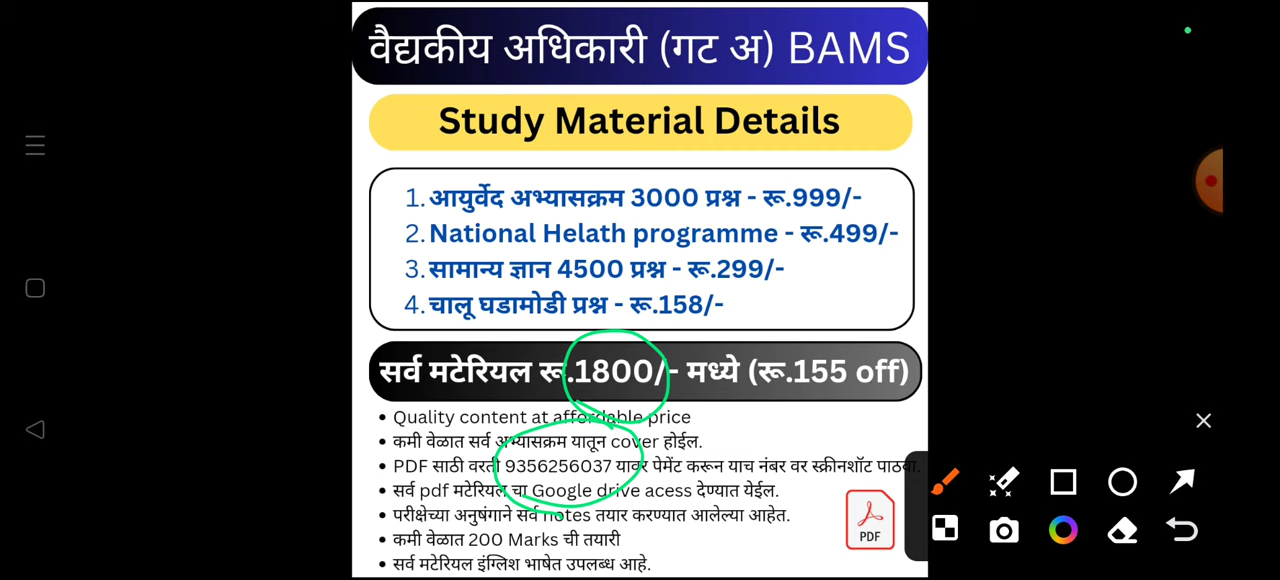 वैद्यकीय अधिकारी (गट अ) BAMS
Study Material Details
1. आयुर्वेद अभ्यासक्रम 3000 प्रश्न - रू.999/-
2. National Helath programme - रू.499/-
3. सामान्य ज्ञान 4500 प्रश्न - रू.299/-
4. चालू घडामोडी प्रश्न - रू.158/-
सर्व मटेरियल रू.1800/- मध्ये (रू.155 off)
• Quality content at affordable price
• कमी वेळात सर्व अभ्यासक्रम यातून cover होईल.
• PDF साठी वरती 9356256037 यावर पेमेंट करून याच नंबर वर स्क्रीनशॉट पाठवा.
• सर्व pdf मटेरियल चा Google drive acess देण्यात येईल.
• परीक्षेच्या अनुषंगाने सर्व notes तयार करण्यात आलेल्या आहेत.
• कमी वेळात 200 Marks ची तयारी
• सर्व मटेरियल इंग्लिश भाषेत उपलब्ध आहे.
PDF